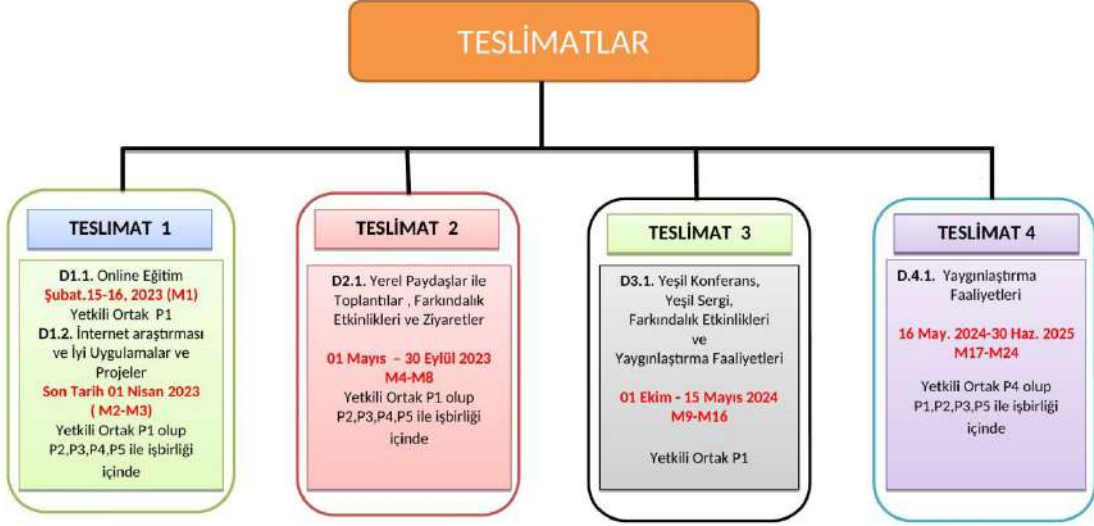 TESLİMATLAR
TESLIMAT 1
D1.1. Online Eğitim
Şubat.15-16, 2023 (M1)
Yetkili Ortak P1
D1.2. İnternet araştırması
ve İyi Uygulamalar ve
Projeler
Son Tarih 01 Nisan 2023
( M2-M3)
Yetkili Ortak P1 olup
P2,P3,P4,P5 ile işbirliği
içinde
TESLİMAT 2
D2.1. Yerel Paydaşlar ile
Toplantılar , Farkındalık
Etkinlikleri ve Ziyaretler
01 Mayıs – 30 Eylül 2023
M4-M8
Yetkili Ortak P1 olup
P2,P3,P4,P5 ile işbirliği
içinde
TESLİMAT 3
D3.1. Yeşil Konferans,
Yeşil Sergi,
Farkındalık Etkinlikleri
ve
Yaygınlaştırma Faaliyetleri
01 Ekim - 15 Mayıs 2024
M9-M16
Yetkili Ortak P1
TESLİMAT 4
D.4.1. Yaygınlaştırma
Faaliyetleri
16 May. 2024-30 Haz. 2025
M17-M24
Yetkili Ortak P4 olup
P1,P2,P3,P5 ile işbirliği
içinde